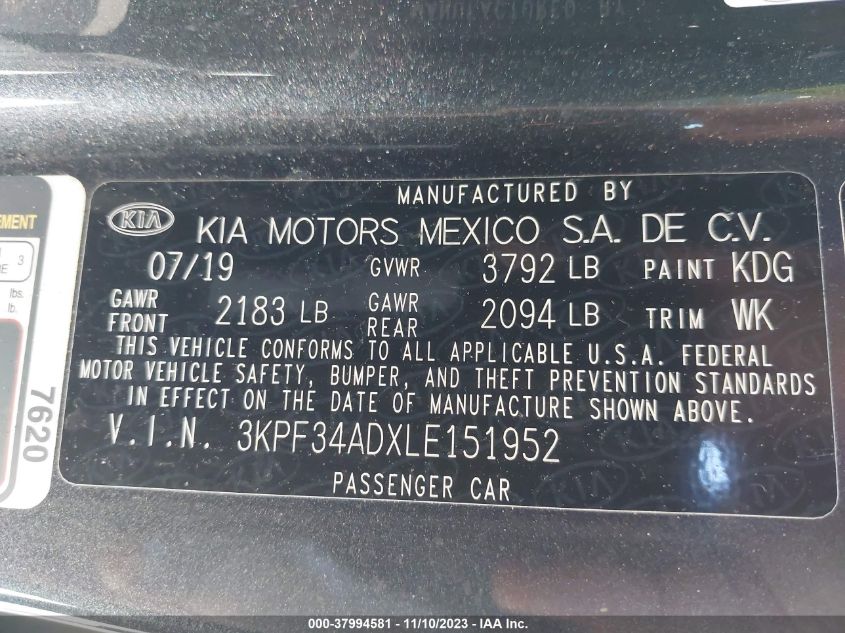 MANUFACTURED BY
KIA
KIA MOTORS MEXICO S.A. DE C.V.
07/19 GVWR 3792 LB PAINT KDG
GAWR FRONT 2183 LB GAWR REAR 2094 LB TRIM WK
THIS VEHICLE CONFORMS TO ALL APPLICABLE U.S.A. FEDERAL
MOTOR VEHICLE SAFETY, BUMPER, AND THEFT PREVENTION STANDARDS
IN EFFECT ON THE DATE OF MANUFACTURE SHOWN ABOVE.
V.I.N. 3KPF34ADXLE151952
PASSENGER CAR
3
lbs.
lb.
7620
000-37994581 - 11/10/2023 - IAA Inc.